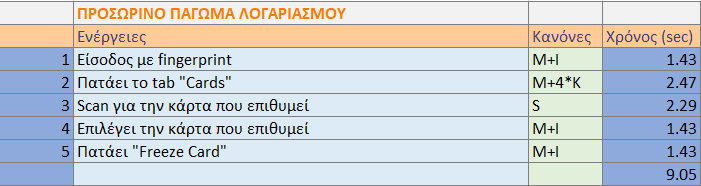 ΠΡΟΣΩΡΙΝΟ ΠΑΓΩΜΑ ΛΟΓΑΡΙΑΣΜΟΥ
Ενέργειες Κανόνες Χρόνος (sec)
1 Είσοδος με fingerprint M+I 1.43
2 Πατάει το tab "Cards" M+4*K 2.47
3 Scan για την κάρτα που επιθυμεί S 2.29
4 Επιλέγει την κάρτα που επιθυμεί M+I 1.43
5 Πατάει "Freeze Card" M+I 1.43
9.05